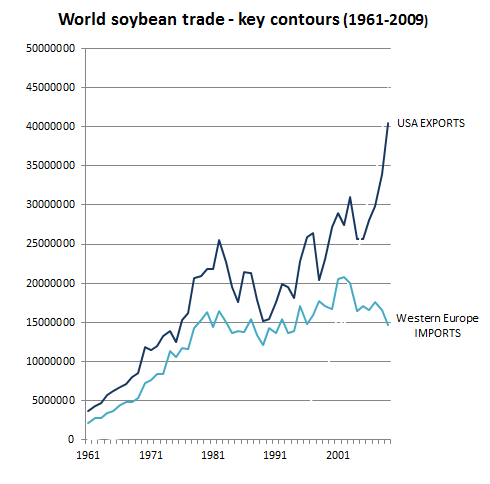 World soybean trade - key contours (1961-2009)
50000000
45000000
40000000
35000000
30000000
25000000
20000000
15000000
10000000
5000000
0
USA EXPORTS
Western Europe
IMPORTS
1961 1971 1981 1991 2001